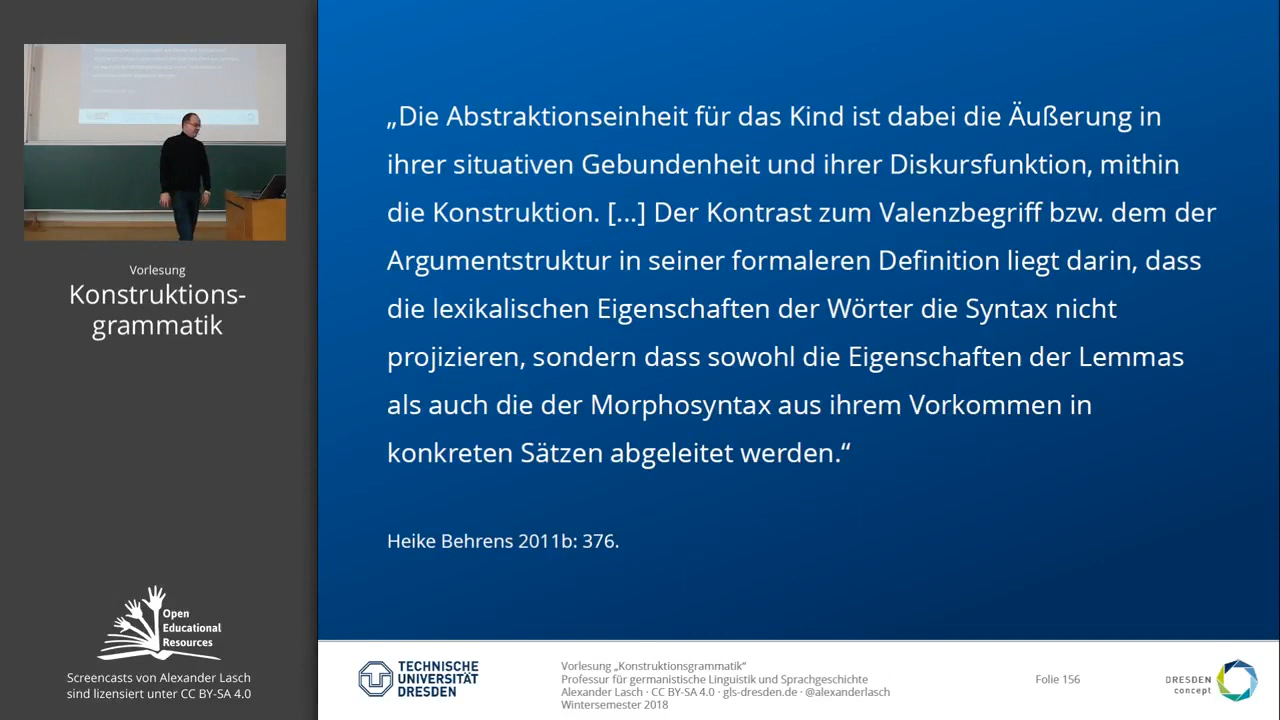 Vorlesung
Konstruktions-
grammatik
Open
Educational
Resources
Screencasts von Alexander Lasch
sind lizensiert unter CC BY-SA 4.0
„Die Abstraktionseinheit für das Kind ist dabei die Äußerung in
ihrer situativen Gebundenheit und ihrer Diskursfunktion, mithin
die Konstruktion. [...] Der Kontrast zum Valenzbegriff bzw. dem der
Argumentstruktur in seiner formaleren Definition liegt darin, dass
die lexikalischen Eigenschaften der Wörter die Syntax nicht
projizieren, sondern dass sowohl die Eigenschaften der Lemmas
als auch die der Morphosyntax aus ihrem Vorkommen in
konkreten Sätzen abgeleitet werden.“
Heike Behrens 2011b: 376.
TECHNISCHE
UNIVERSITÄT
DRESDEN
Vorlesung „Konstruktionsgrammatik“
Professur für germanistische Linguistik und Sprachgeschichte
Alexander Lasch · CC BY-SA 4.0 · gls-dresden.de · @alexanderlasch
Wintersemester 2018
Folie 156
DRESDEN
concept